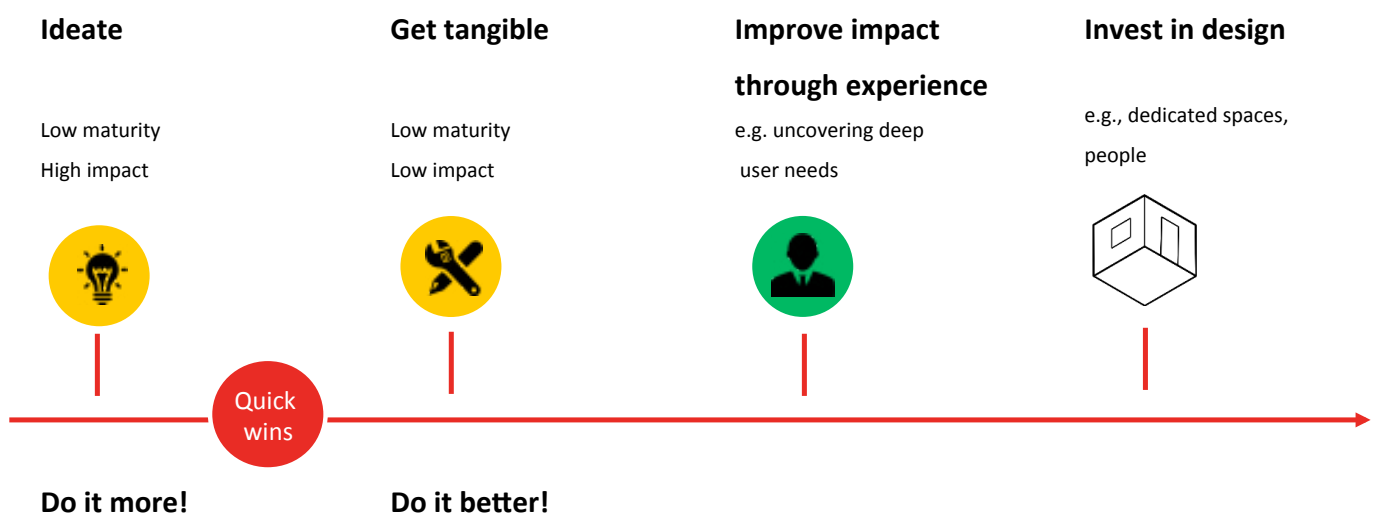 Ideate
Low maturity
High impact
Get tangible
Low maturity
Low impact
Improve impact
through experience
e.g. uncovering deep
user needs
Invest in design
e.g., dedicated spaces,
people
Quick
wins
Do it more!
Do it better!